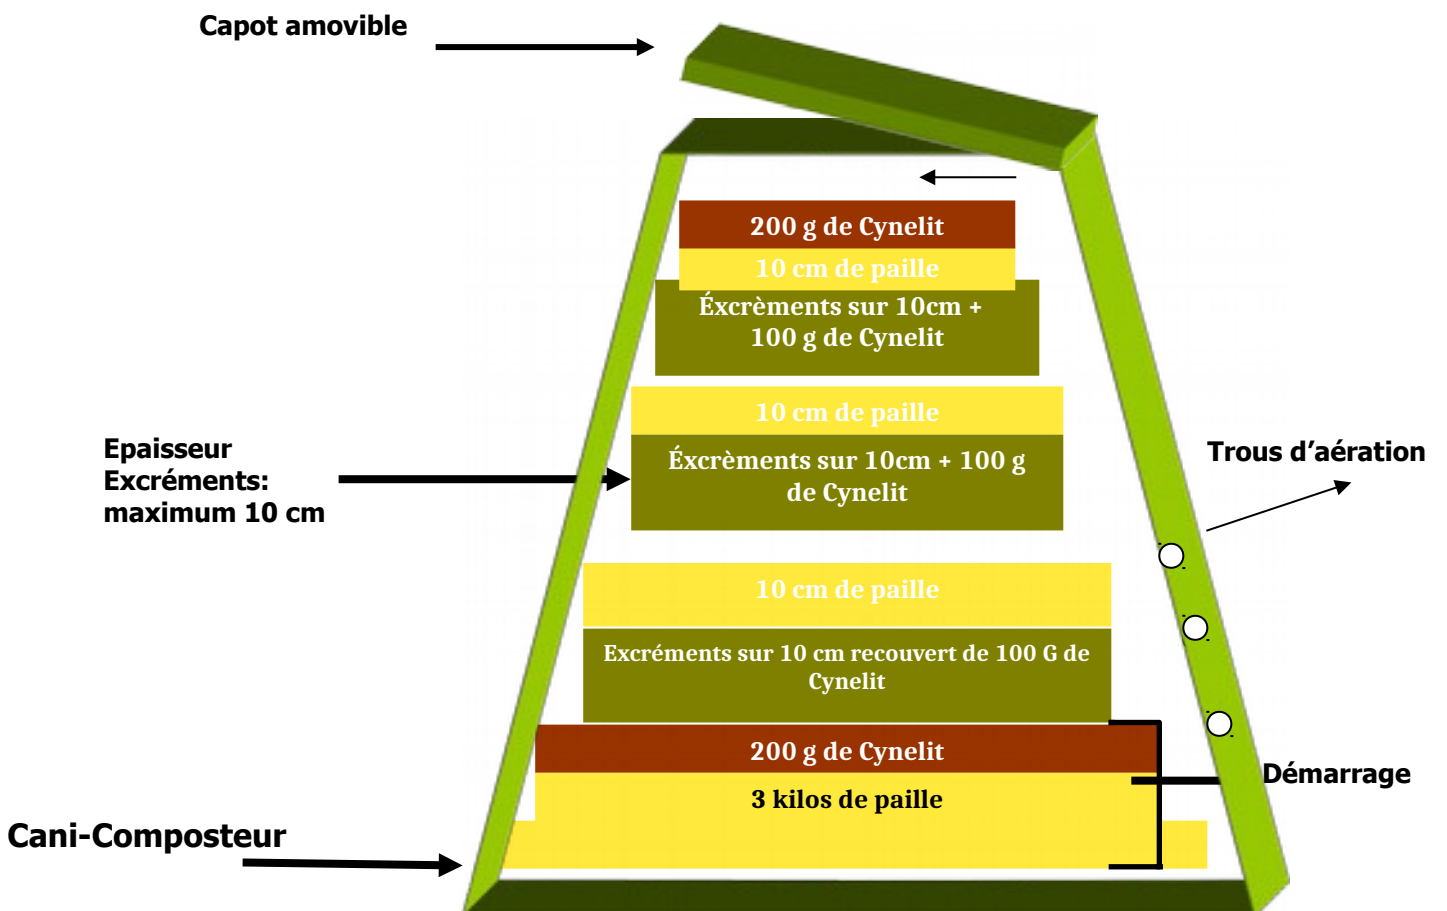 Capot amovible
200 g de Cynelit
10 cm de paille
Éxcrèments sur 10cm +
100 g de Cynelit
10 cm de paille
Éxcrèments sur 10cm + 100 g
de Cynelit
Epaisseur
Excréments:
maximum 10 cm
Trous d’aération
10 cm de paille
Excréments sur 10 cm recouvert de 100 G de
Cynelit
200 g de Cynelit
3 kilos de paille
Démarrage
Cani-Composteur